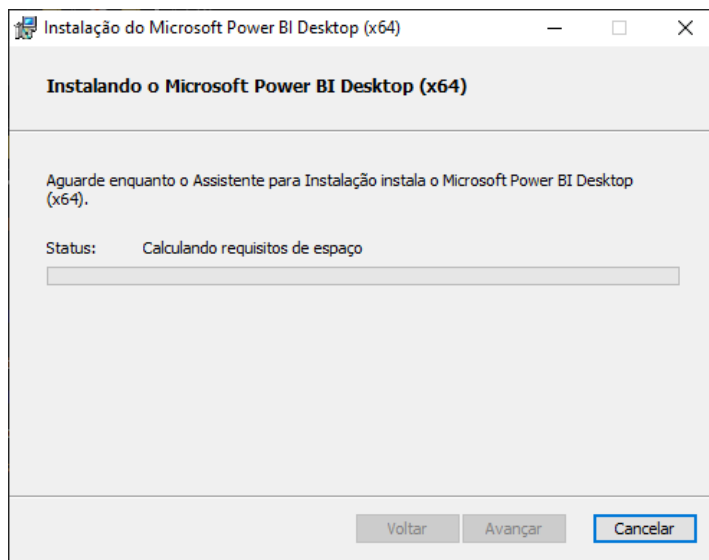 Instalação do Microsoft Power BI Desktop (x64)
Instalando o Microsoft Power BI Desktop (x64)
Aguarde enquanto o Assistente para Instalação instala o Microsoft Power BI Desktop
(x64).
Status: Calculando requisitos de espaço
Voltar Avançar Cancelar